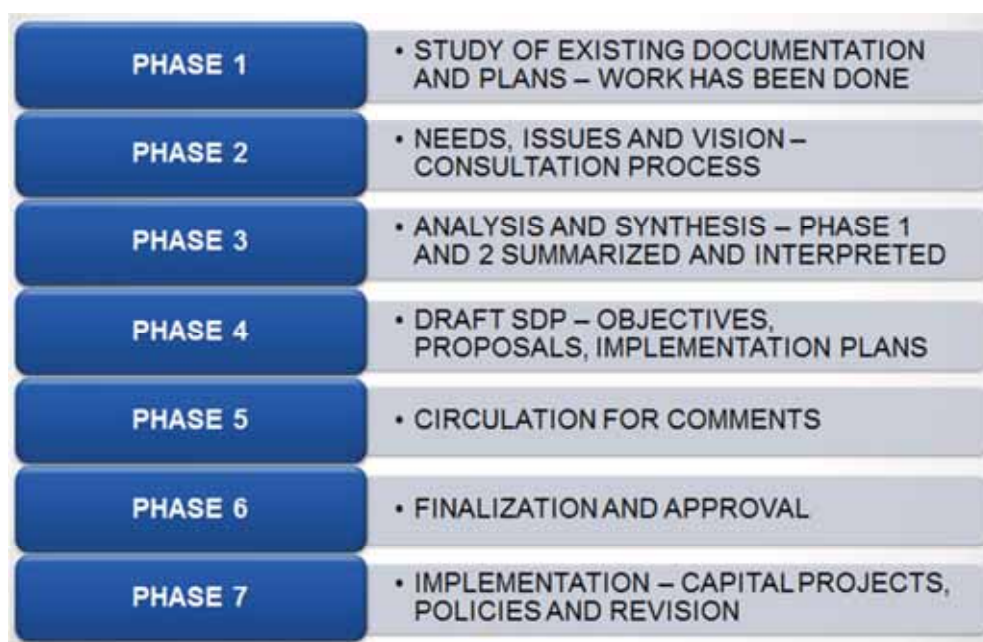 PHASE 1
• STUDY OF EXISTING DOCUMENTATION
AND PLANS – WORK HAS BEEN DONE
PHASE 2
• NEEDS, ISSUES AND VISION –
CONSULTATION PROCESS
PHASE 3
• ANALYSIS AND SYNTHESIS – PHASE 1
AND 2 SUMMARIZED AND INTERPRETED
PHASE 4
• DRAFT SDP – OBJECTIVES,
PROPOSALS, IMPLEMENTATION PLANS
PHASE 5
• CIRCULATION FOR COMMENTS
PHASE 6
• FINALIZATION AND APPROVAL
PHASE 7
• IMPLEMENTATION – CAPITAL PROJECTS,
POLICIES AND REVISION